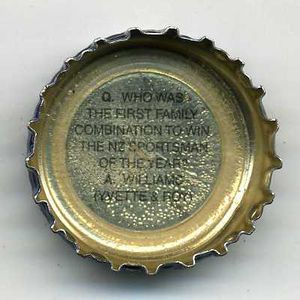 Q. WHO WAS
THE FIRST FAMILY
COMBINATION TO WIN
THE NZ SPORTSMAN
OF THE YEAR?
A. WILLIAMS
(YVETTE & ROY)